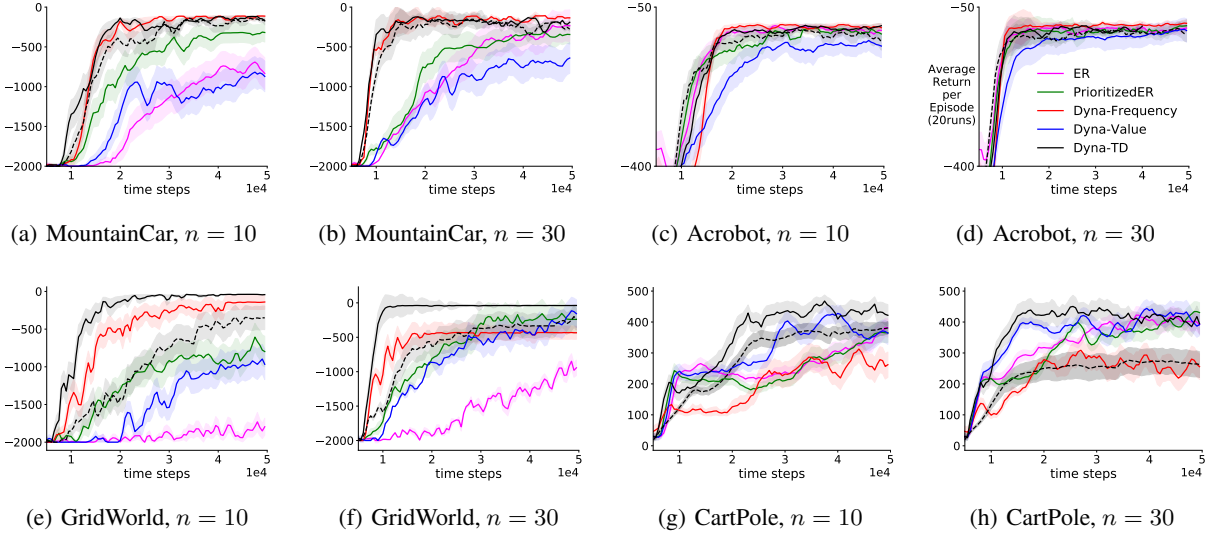 0
−500
−1000
−1500
−2000
1 2 3 4 5
time steps 1e4
(a) MountainCar, n = 10
0
−500
−1000
−1500
−2000
1 2 3 4 5
time steps 1e4
(b) MountainCar, n = 30
−50
−400
1 2 3 4 5
time steps 1e4
(c) Acrobot, n = 10
−50
Average
Return
per
Episode
(20runs)
−400
ER
PrioritizedER
Dyna-Frequency
Dyna-Value
Dyna-TD
1 2 3 4 5
time steps 1e4
(d) Acrobot, n = 30
0
−500
−1000
−1500
−2000
1 2 3 4 5
time steps 1e4
(e) GridWorld, n = 10
0
−500
−1000
−1500
−2000
1 2 3 4 5
time steps 1e4
(f) GridWorld, n = 30
500
400
300
200
100
0
1 2 3 4 5
time steps 1e4
(g) CartPole, n = 10
500
400
300
200
100
0
1 2 3 4 5
time steps 1e4
(h) CartPole, n = 30